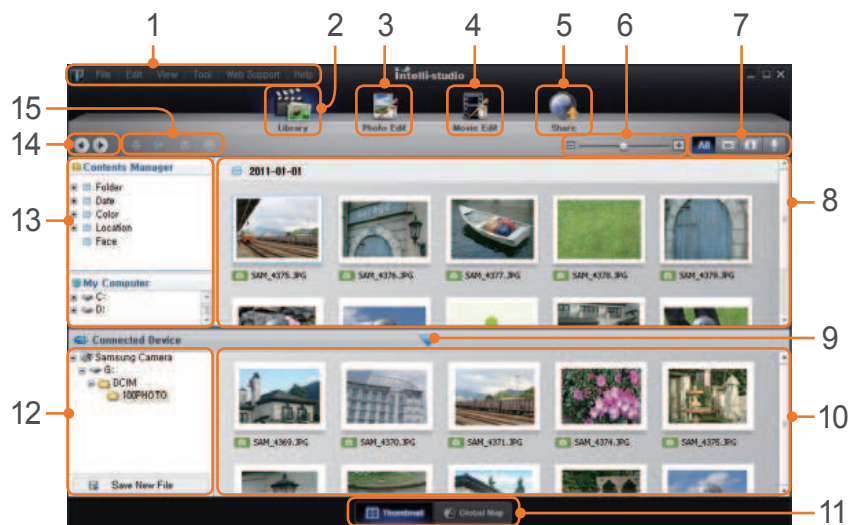 1 2 3 4 5 6 7
File Edit View Tool Web Support Help
Intelli-studio
Library Photo Edit Movie Edit Share
15
14
All
Contents Manager
2011-01-01
Folder
Date
Color
Location
Face
13
8
SAM_4375.JPG SAM_4376.JPG SAM_4377.JPG SAM_4378.JPG SAM_4379.JPG
My Computer
C:
D:
Connected Device
9
Samsung Camera
G:
DCIM
100PHOTO
12
10
SAM_4369.JPG SAM_4370.JPG SAM_4371.JPG SAM_4374.JPG SAM_4375.JPG
Save New File
Thumbnail Global Map
11